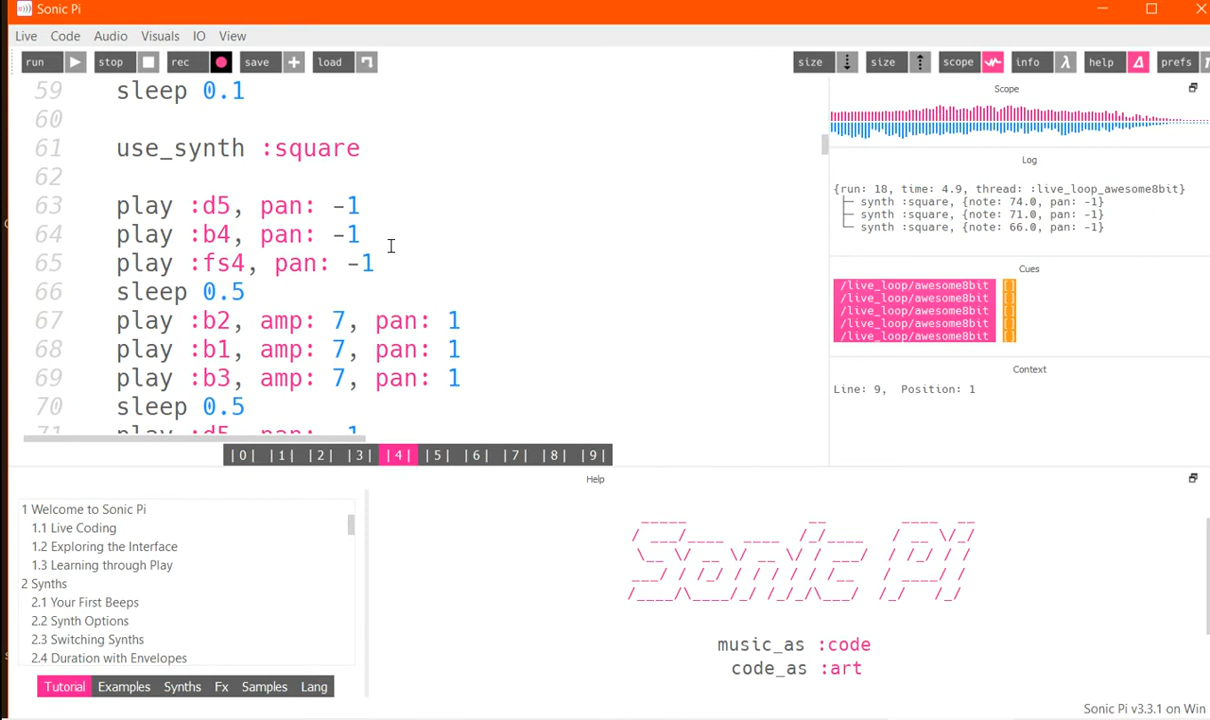 Sonic Pi
Live Code Audio Visuals IO View
run stop rec save load size size scope info help prefs
59 sleep 0.1
60
61 use_synth :square
62
63 play :d5, pan: -1
64 play :b4, pan: -1
65 play :fs4, pan: -1
66 sleep 0.5
67 play :b2, amp: 7, pan: 1
68 play :b1, amp: 7, pan: 1
69 play :b3, amp: 7, pan: 1
70 sleep 0.5
71 play :d5, pan: -1
|0| |1| |2| |3| |4| |5| |6| |7| |8| |9|
Scope
Log
{run: 18, time: 4.9, thread: :live_loop_awesome8bit}
├─ synth :square, {note: 74.0, pan: -1}
├─ synth :square, {note: 71.0, pan: -1}
└─ synth :square, {note: 66.0, pan: -1}
Cues
/live_loop/awesome8bit []
/live_loop/awesome8bit []
/live_loop/awesome8bit []
/live_loop/awesome8bit []
/live_loop/awesome8bit []
Context
Line: 9, Position: 1
Help
1 Welcome to Sonic Pi
1.1 Live Coding
1.2 Exploring the Interface
1.3 Learning through Play
2 Synths
2.1 Your First Beeps
2.2 Synth Options
2.3 Switching Synths
2.4 Duration with Envelopes
Tutorial Examples Synths Fx Samples Lang
Sonic Pi
music_as :code
code_as :art
Sonic Pi v3.3.1 on Win